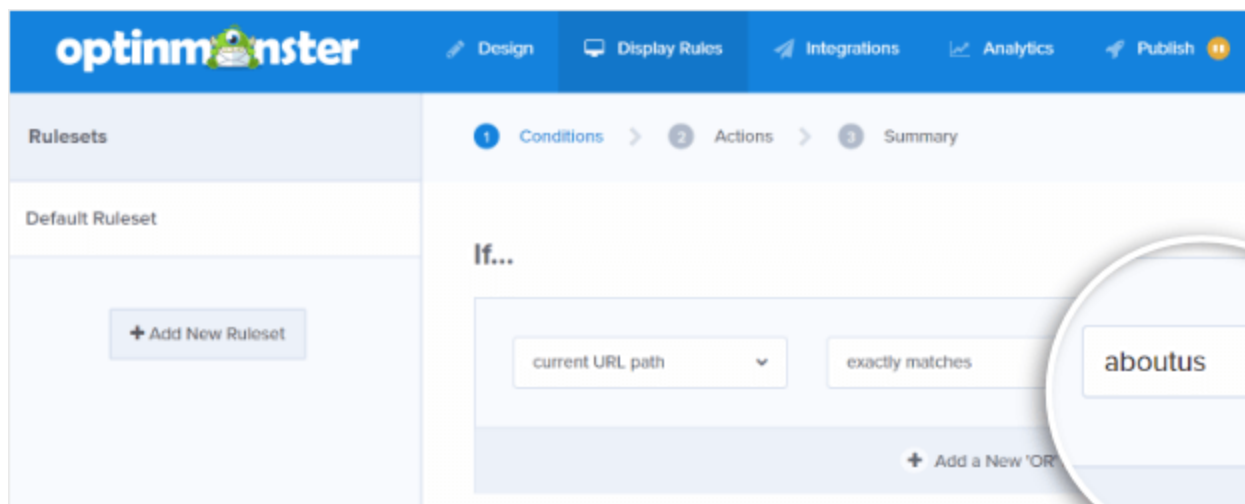 optinmonster Design Display Rules Integrations Analytics Publish
Rulesets
1 Conditions 2 Actions 3 Summary
Default Ruleset
If...
+ Add New Ruleset
current URL path exactly matches aboutus
+ Add a New 'OR'